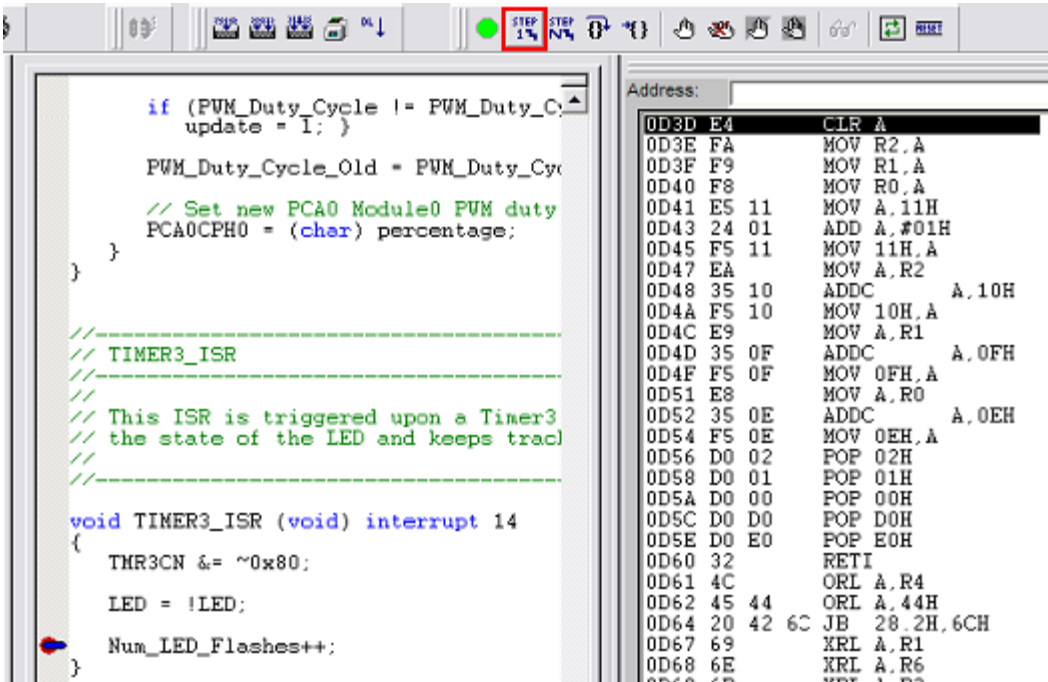 STEP 1 STEP N RESET
Address:
if (PWM_Duty_Cycle != PWM_Duty_C
update = 1; }
PWM_Duty_Cycle_Old = PWM_Duty_Cy
// Set new PCA0 Module0 PWM duty
PCA0CPH0 = (char) percentage;
}
}
//
// TIMER3_ISR
//
//
// This ISR is triggered upon a Timer3
// the state of the LED and keeps trac
//
//
void TIMER3_ISR (void) interrupt 14
{
TMR3CN &= ~0x80;
LED = !LED;
Num_LED_Flashes++;
}
0D3D E4 CLR A
0D3E FA MOV R2,A
0D3F F9 MOV R1,A
0D40 F8 MOV R0,A
0D41 E5 11 MOV A,11H
0D43 24 01 ADD A,#01H
0D45 F5 11 MOV 11H,A
0D47 EA MOV A,R2
0D48 35 10 ADDC A,10H
0D4A F5 10 MOV 10H,A
0D4C E9 MOV A,R1
0D4D 35 0F ADDC A,0FH
0D4F F5 0F MOV 0FH,A
0D51 E8 MOV A,R0
0D52 35 0E ADDC A,0EH
0D54 F5 0E MOV 0EH,A
0D56 D0 02 POP 02H
0D58 D0 01 POP 01H
0D5A D0 00 POP 00H
0D5C D0 D0 POP D0H
0D5E D0 E0 POP E0H
0D60 32 RETI
0D61 4C ORL A,R4
0D62 45 44 ORL A,44H
0D64 20 42 6C JB 28.2H,6CH
0D67 69 XRL A,R1
0D68 6E XRL A,R6